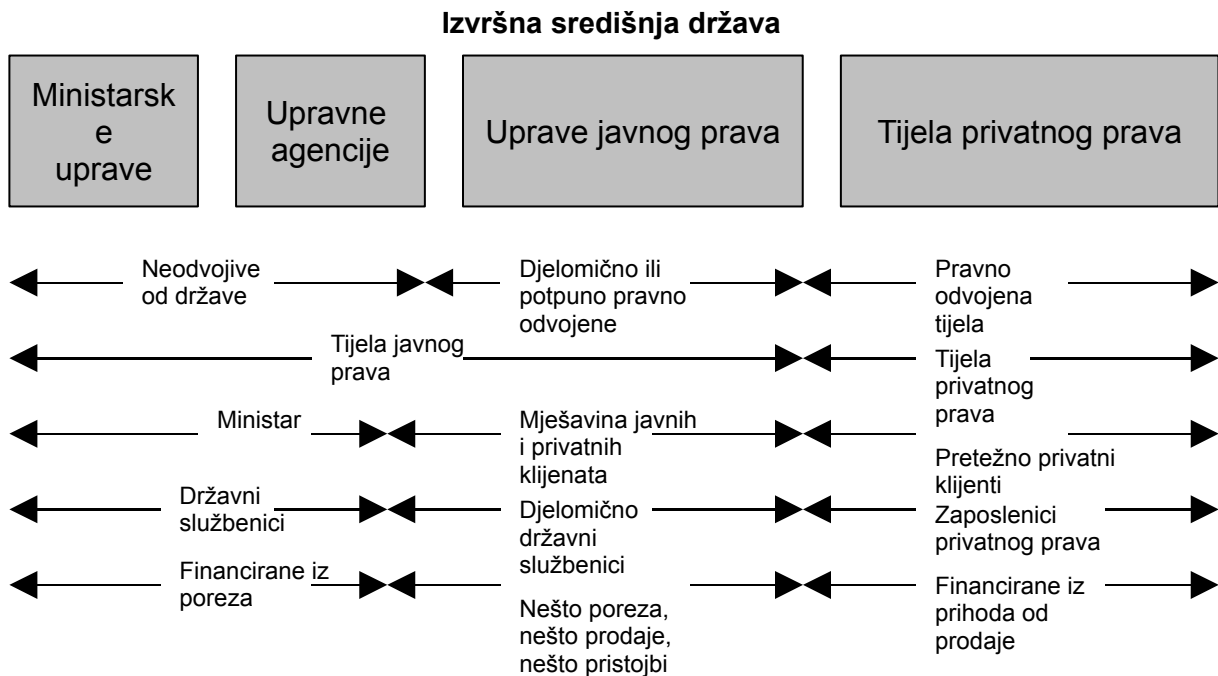 Izvršna središnja država
Ministarsk
e
uprave
Upravne
agencije
Uprave javnog prava
Tijela privatnog prava
Neodvojive
od države
Djelomično ili
potpuno pravno
odvojene
Pravno
odvojena
tijela
Tijela javnog
prava
Tijela
privatnog
prava
Ministar
Mješavina javnih
i privatnih
klijenata
Pretežno privatni
klijenti
Državni
službenici
Djelomično
državni
službenici
Zaposlenici
privatnog prava
Financirane iz
poreza
Nešto poreza,
nešto prodaje,
nešto pristojbi
Financirane iz
prihoda od
prodaje